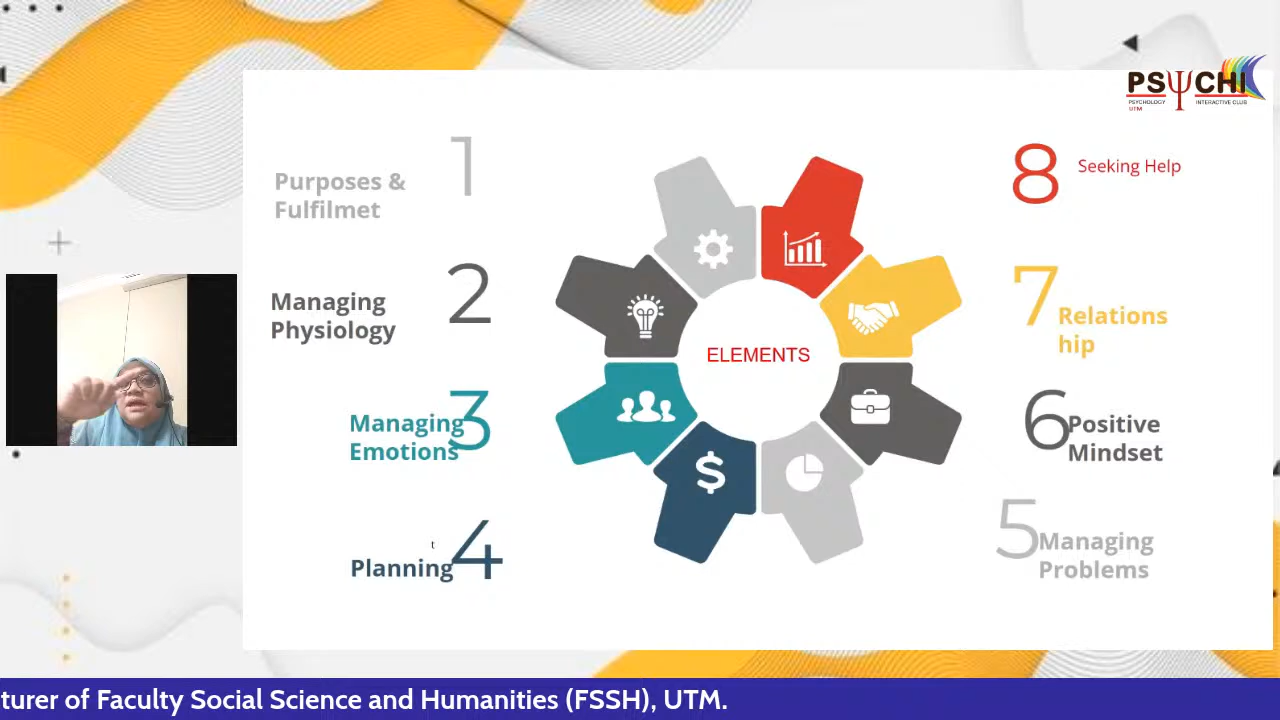 PSYCHI
PSYCHOLOGY INTERACTIVE CLUB
UTM
1
Purposes &
Fulfilmet
2
Managing
Physiology
3
Managing
Emotions
4
t
Planning
ELEMENTS
8
Seeking Help
7
Relations
hip
6
Positive
Mindset
5
Managing
Problems
turer of Faculty Social Science and Humanities (FSSH), UTM.